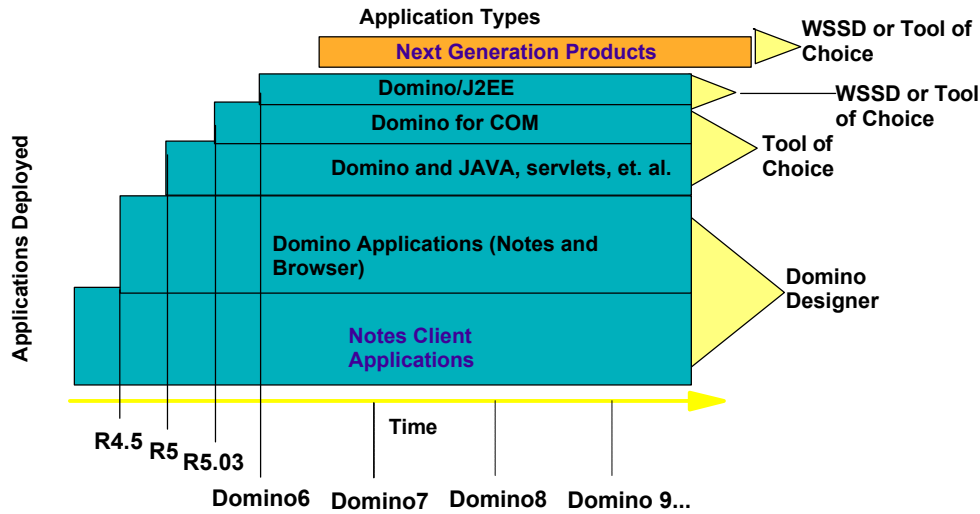 Application Types
Next Generation Products
WSSD or Tool of
Choice
Domino/J2EE
WSSD or Tool
of Choice
Domino for COM
Tool of
Choice
Domino and JAVA, servlets, et. al.
Domino Applications (Notes and
Browser)
Domino
Designer
Notes Client
Applications
Applications Deployed
Time
R4.5
R5
R5.03
Domino6
Domino7
Domino8
Domino 9...